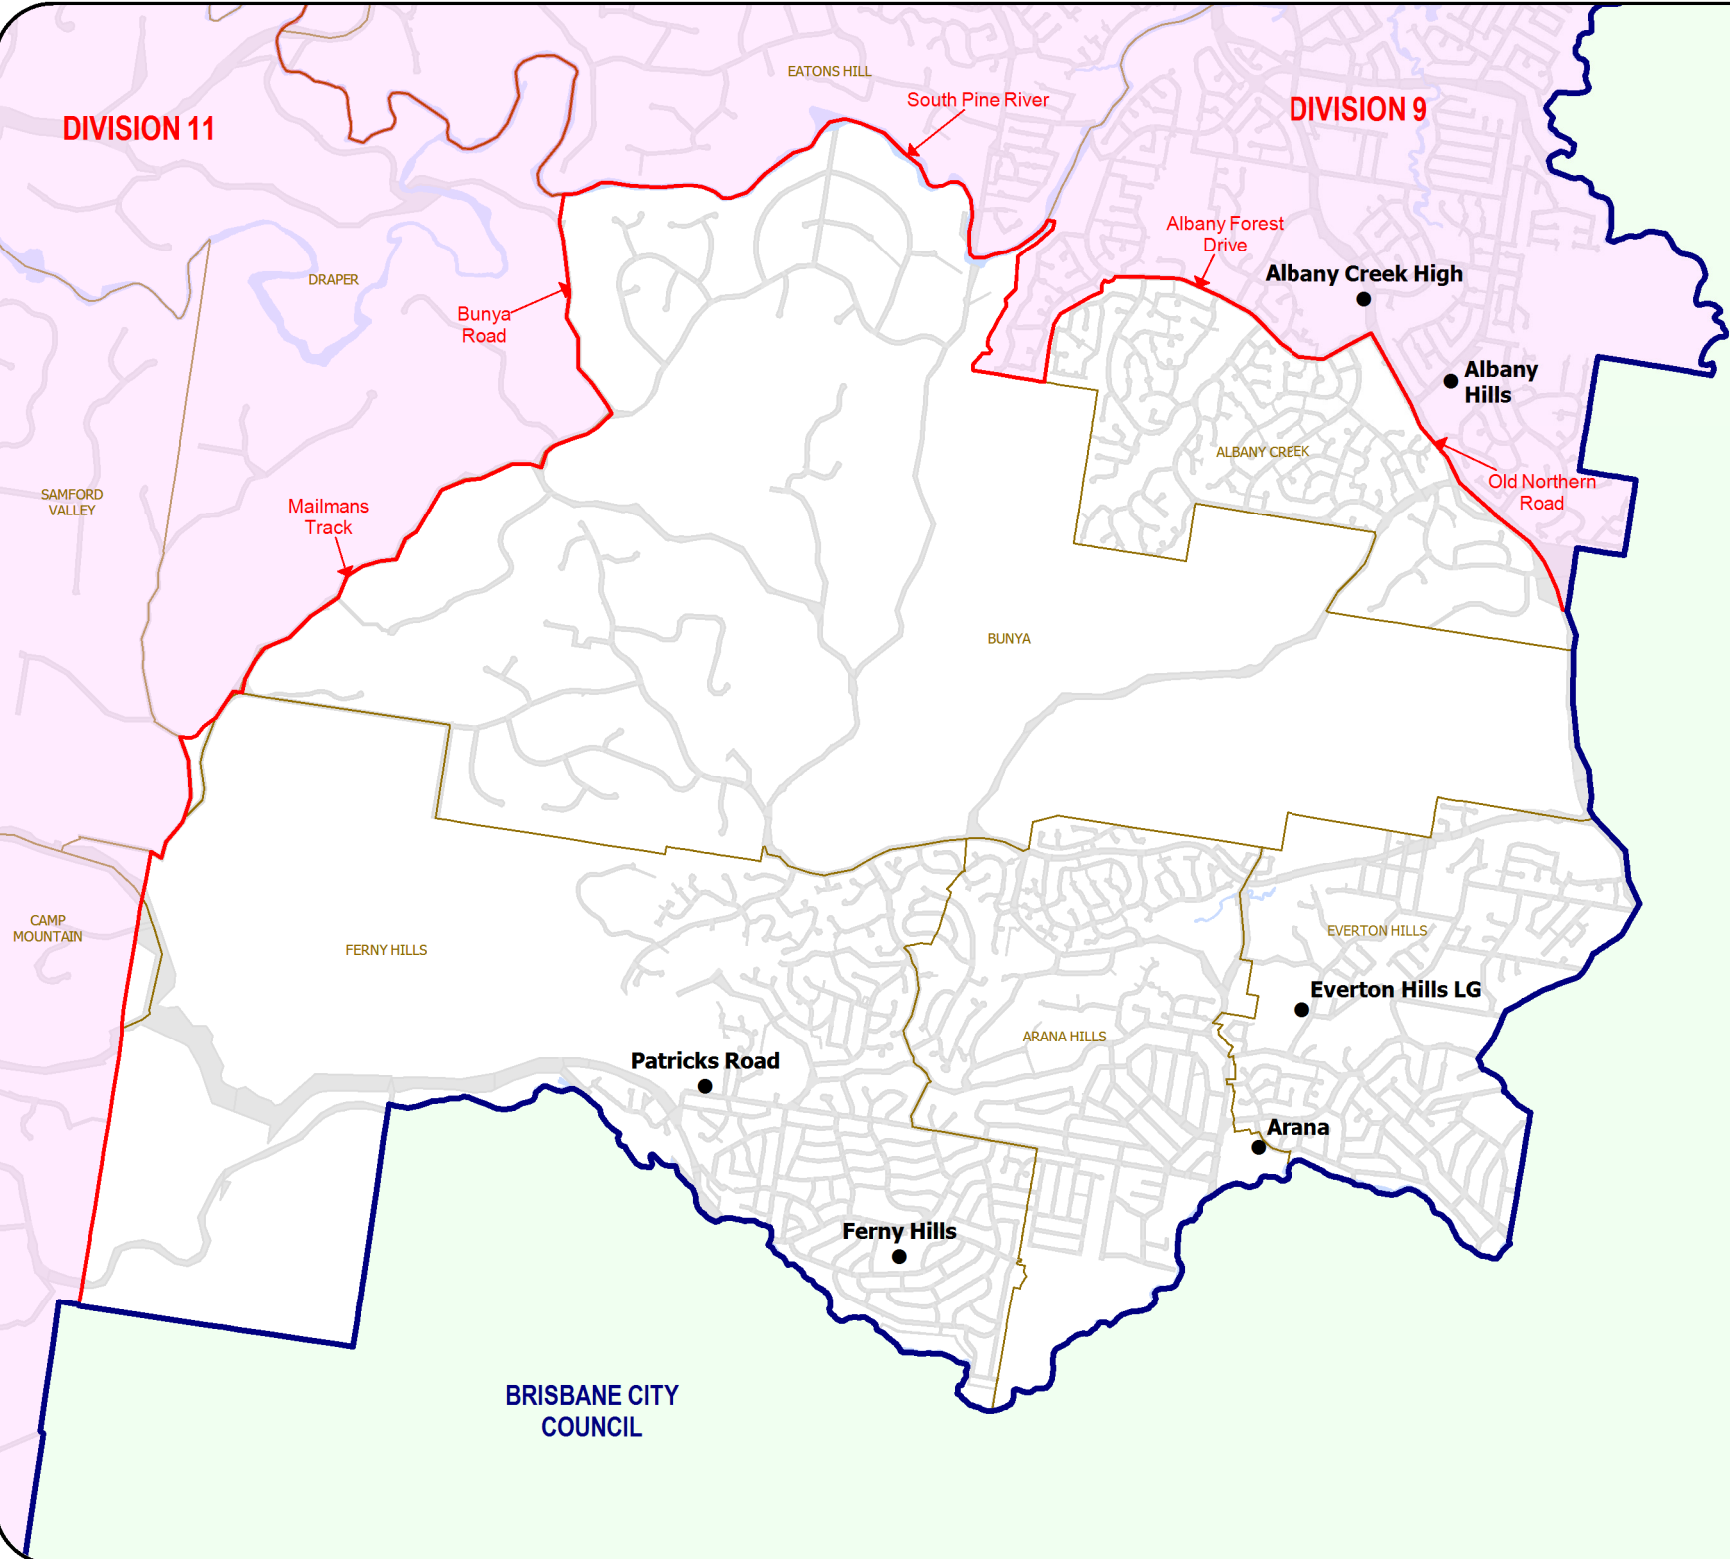 EATONS HILL
South Pine River
DIVISION 9
DIVISION 11
Albany Forest
Drive
Albany Creek High
DRAPER
Bunya
Road
Albany
Hills
ALBANY CREEK
Old Northern
Road
SAMFORD
VALLEY
Mailmans
Track
BUNYA
CAMP
MOUNTAIN
FERNY HILLS
EVERTON HILLS
Everton Hills LG
ARANA HILLS
Patricks Road
Arana
Ferny Hills
BRISBANE CITY
COUNCIL